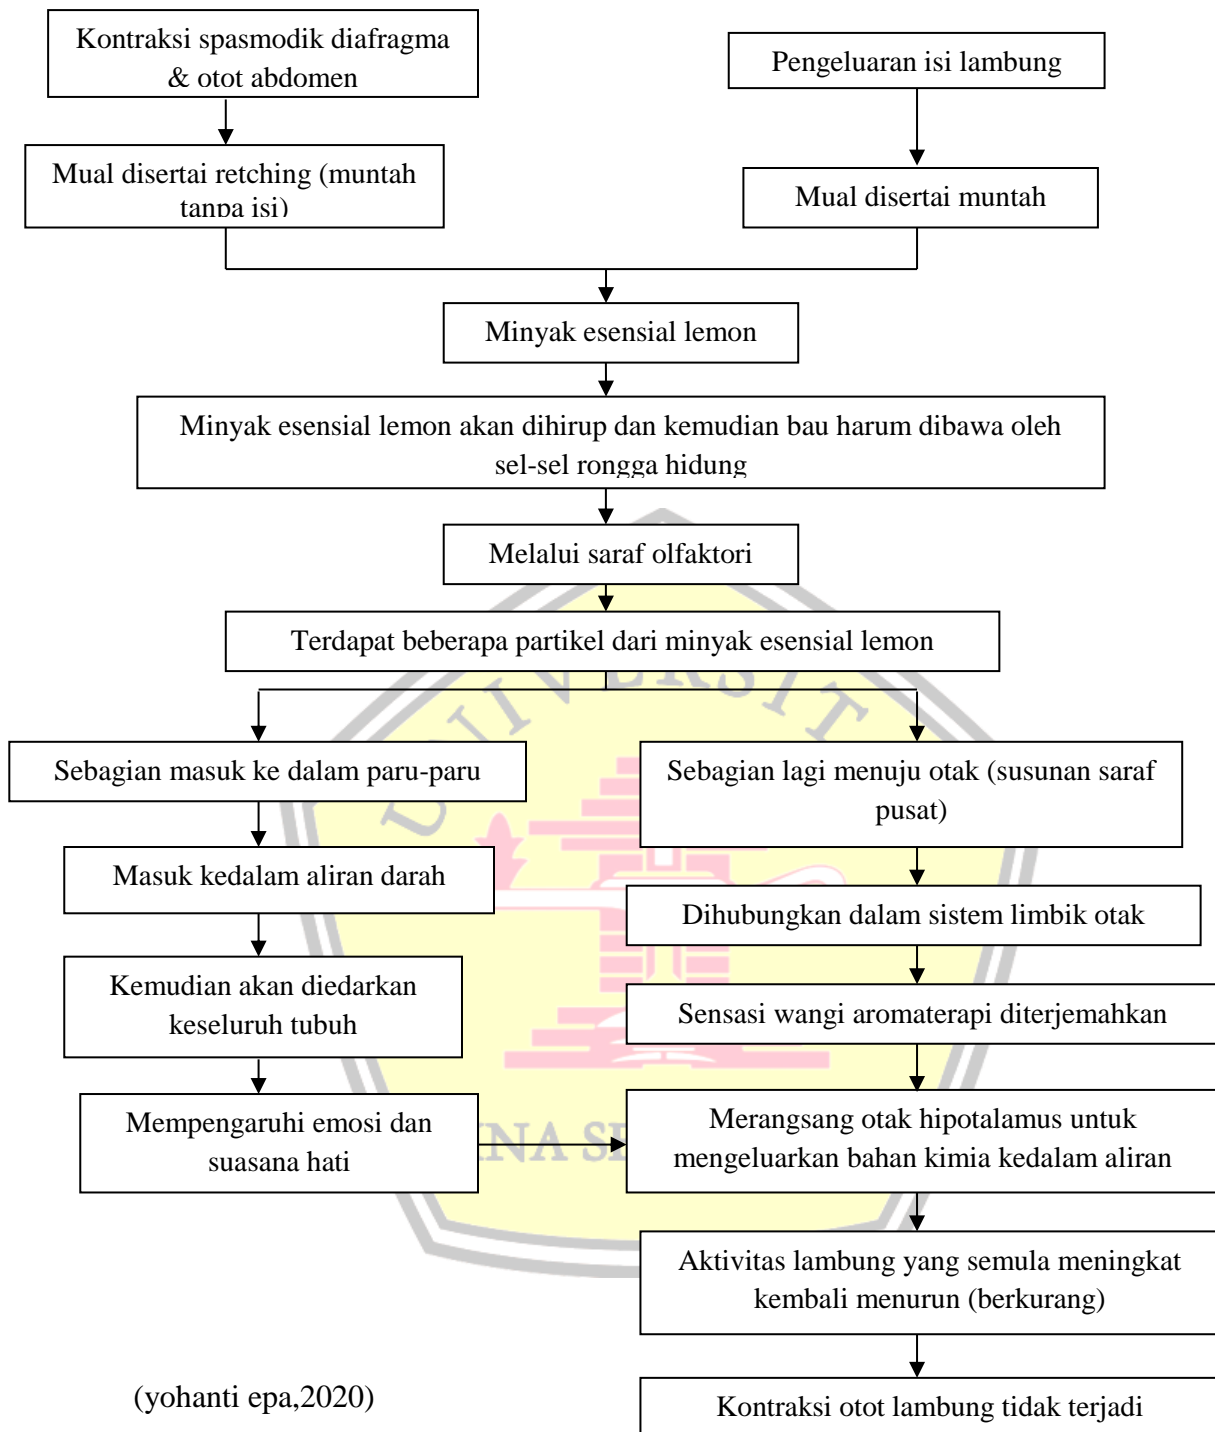 Kontraksi spasmodik diafragma
& otot abdomen
Pengeluaran isi lambung
Mual disertai retching (muntah
tanpa isi)
Mual disertai muntah
Minyak esensial lemon
Minyak esensial lemon akan dihirup dan kemudian bau harum dibawa oleh
sel-sel rongga hidung
Melalui saraf olfaktori
Terdapat beberapa partikel dari minyak esensial lemon
UNIVERSIT
Sebagian masuk ke dalam paru-paru
Sebagian lagi menuju otak (susunan saraf
pusat)
Masuk kedalam aliran darah
Dihubungkan dalam sistem limbik otak
Kemudian akan diedarkan
keseluruh tubuh
Sensasi wangi aromaterapi diterjemahkan
Mempengaruhi emosi dan
suasana hati
Merangsang otak hipotalamus untuk
mengeluarkan bahan kimia kedalam aliran
Aktivitas lambung yang semula meningkat
kembali menurun (berkurang)
(yohanti epa,2020)
Kontraksi otot lambung tidak terjadi